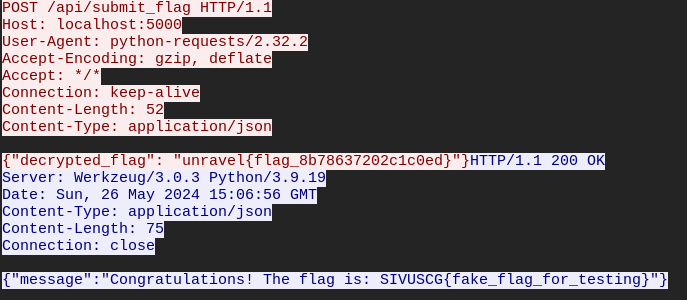 POST /api/submit_flag HTTP/1.1
Host: localhost:5000
User-Agent: python-requests/2.32.2
Accept-Encoding: gzip, deflate
Accept: */*
Connection: keep-alive
Content-Length: 52
Content-Type: application/json

{"decrypted_flag": "unravel{flag_8b78637202c1c0ed}"}HTTP/1.1 200 OK
Server: Werkzeug/3.0.3 Python/3.9.19
Date: Sun, 26 May 2024 15:06:56 GMT
Content-Type: application/json
Content-Length: 75
Connection: close

{"message":"Congratulations! The flag is: SIVUSCG{fake_flag_for_testing}"}